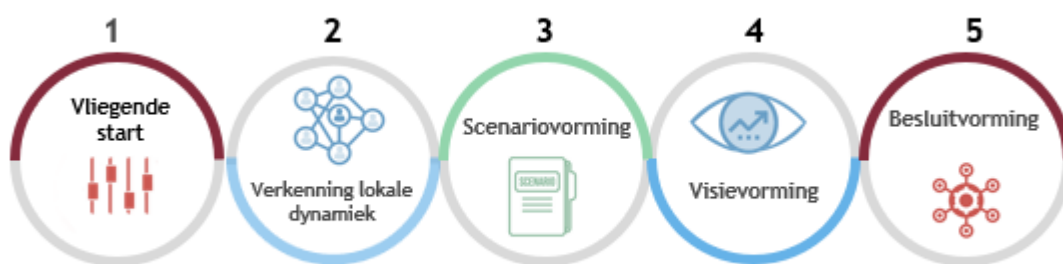 1
Vliegende
start
2
Verkenning lokale
dynamiek
3
Scenariovorming
SCENARIO
4
Visievorming
5
Besluitvorming